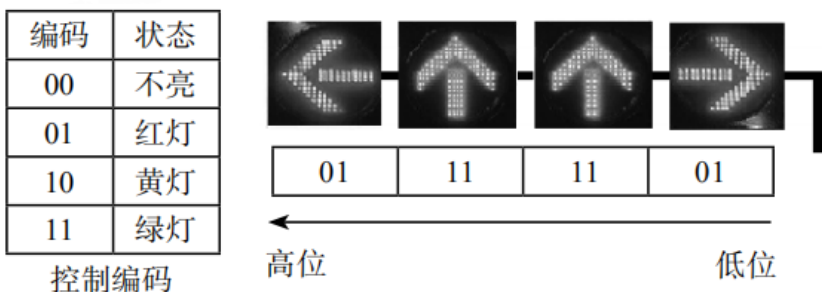 编码 状态
00 不亮
01 红灯
10 黄灯
11 绿灯
控制编码
01 11 11 01
高位 低位